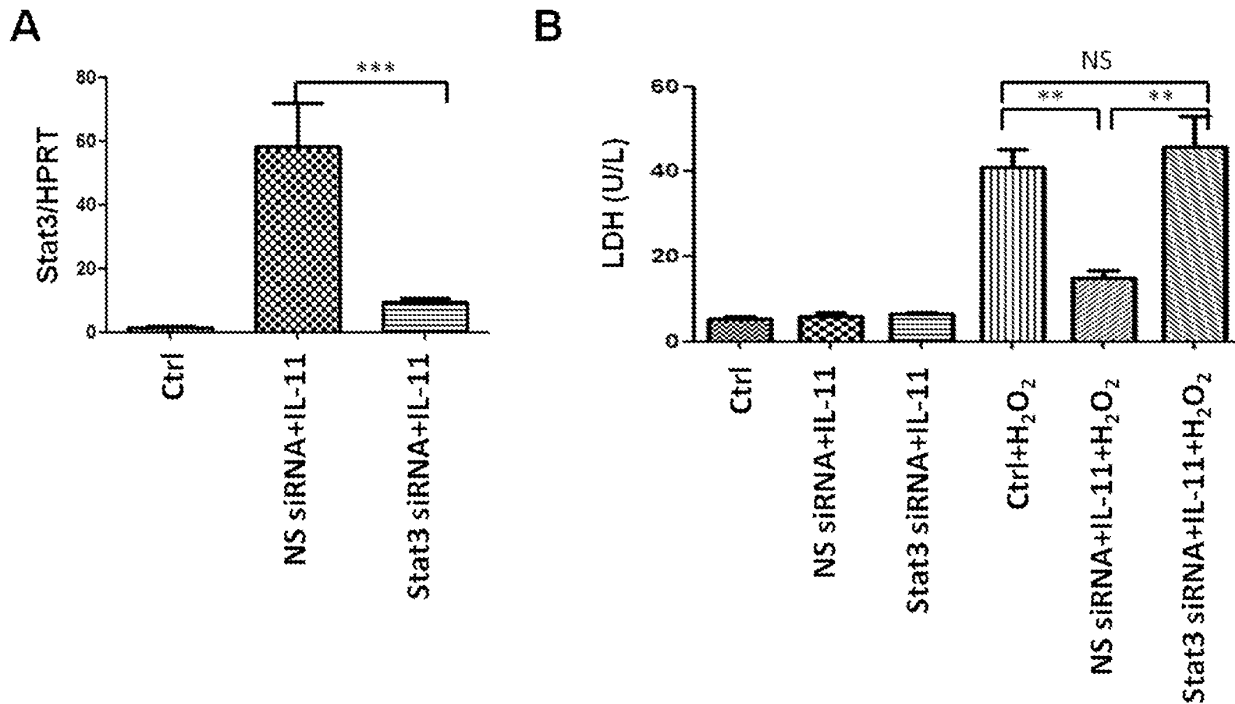 A
Stat3/HPRT
80
60
40
20
0
***
Ctrl
NS siRNA+IL-11
Stat3 siRNA+IL-11
B
LDH (U/L)
60
40
20
0
NS
**
**
Ctrl
NS siRNA+IL-11
Stat3 siRNA+IL-11
Ctrl+H₂O₂
NS siRNA+IL-11+H₂O₂
Stat3 siRNA+IL-11+H₂O₂